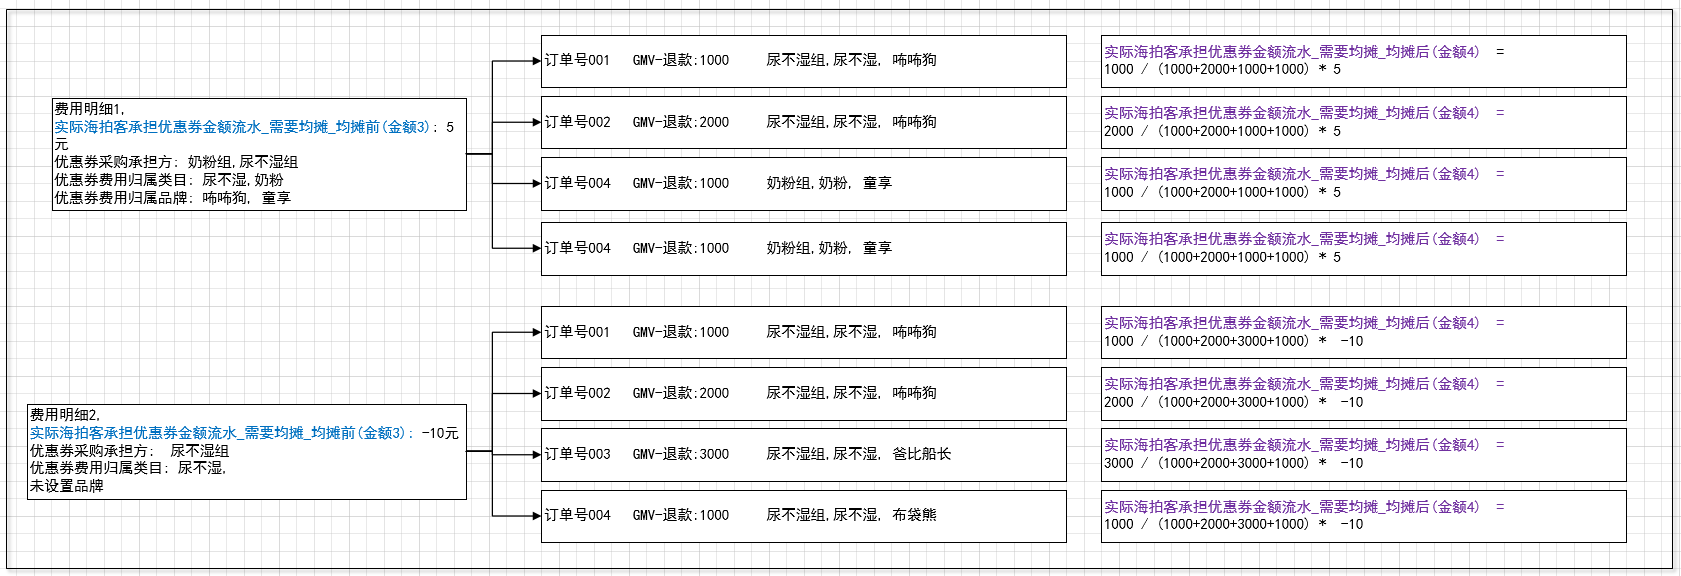 费用明细1,
实际海拍客承担优惠券金额流水_需要均摊_均摊前(金额3): 5
元
优惠券采购承担方: 奶粉组,尿不湿组
优惠券费用归属类目: 尿不湿,奶粉
优惠券费用归属品牌: 咘咘狗, 童享
订单号001 GMV-退款:1000 尿不湿组,尿不湿, 咘咘狗
实际海拍客承担优惠券金额流水_需要均摊_均摊后(金额4) =
1000 / (1000+2000+1000+1000) * 5
订单号002 GMV-退款:2000 尿不湿组,尿不湿, 咘咘狗
实际海拍客承担优惠券金额流水_需要均摊_均摊后(金额4) =
2000 / (1000+2000+1000+1000) * 5
订单号004 GMV-退款:1000 奶粉组,奶粉, 童享
实际海拍客承担优惠券金额流水_需要均摊_均摊后(金额4) =
1000 / (1000+2000+1000+1000) * 5
订单号004 GMV-退款:1000 奶粉组,奶粉, 童享
实际海拍客承担优惠券金额流水_需要均摊_均摊后(金额4) =
1000 / (1000+2000+1000+1000) * 5
费用明细2,
实际海拍客承担优惠券金额流水_需要均摊_均摊前(金额3): -10元
优惠券采购承担方: 尿不湿组
优惠券费用归属类目: 尿不湿,
未设置品牌
订单号001 GMV-退款:1000 尿不湿组,尿不湿, 咘咘狗
实际海拍客承担优惠券金额流水_需要均摊_均摊后(金额4) =
1000 / (1000+2000+3000+1000) * -10
订单号002 GMV-退款:2000 尿不湿组,尿不湿, 咘咘狗
实际海拍客承担优惠券金额流水_需要均摊_均摊后(金额4) =
2000 / (1000+2000+3000+1000) * -10
订单号003 GMV-退款:3000 尿不湿组,尿不湿, 爸比船长
实际海拍客承担优惠券金额流水_需要均摊_均摊后(金额4) =
3000 / (1000+2000+3000+1000) * -10
订单号004 GMV-退款:1000 尿不湿组,尿不湿, 布袋熊
实际海拍客承担优惠券金额流水_需要均摊_均摊后(金额4) =
1000 / (1000+2000+3000+1000) * -10